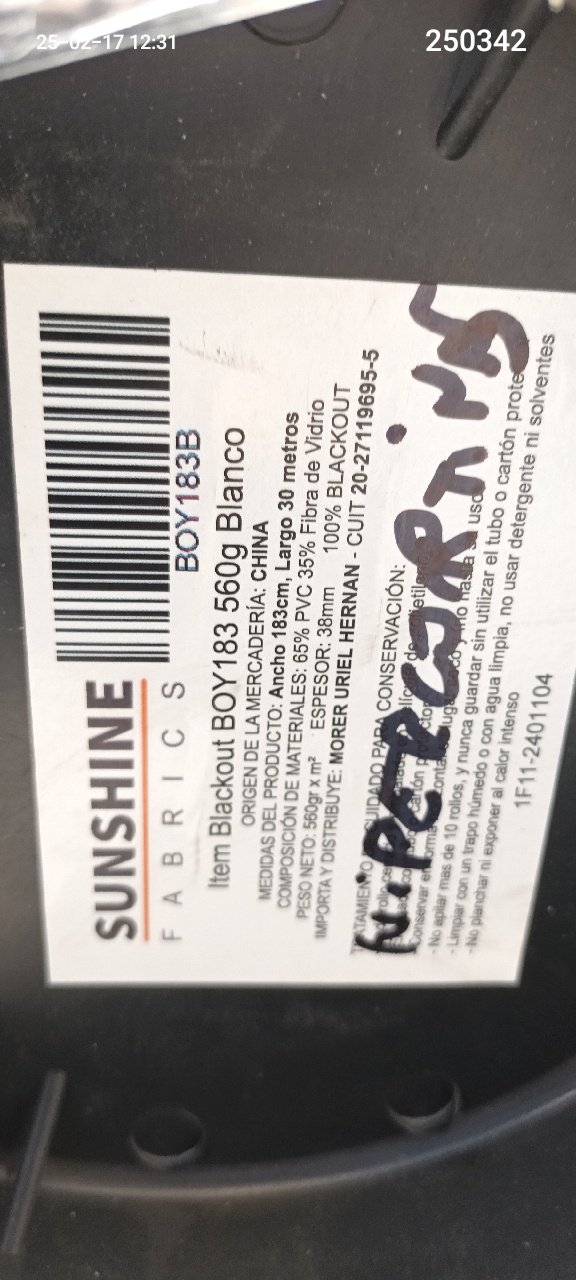 25-02-17 12:31
250342
SUNSHINE
FABRICS
BOY183B
Item Blackout BOY183 560g Blanco
ORIGEN DE LA MERCADERÍA: CHINA
MEDIDAS DEL PRODUCTO: Ancho 183cm, Largo 30 metros
COMPOSICIÓN DE MATERIALES: 65% PVC 35% Fibra de Vidrio
PESO NETO: 560gr x m² ESPESOR: 38mm 100% BLACKOUT
IMPORTA Y DISTRIBUYE: MORER URIEL HERNAN - CUIT 20-27119695-5
TRATAMIENTO CUIDADO PARA CONSERVACIÓN:
- No apilar mas de 10 rollos, y nunca guardar sin utilizar el tubo o cartón
- Limpiar con un trapo húmedo o con agua limpia, no usar detergente ni solventes
- No planchar ni exponer al calor intenso
1F11-2401104